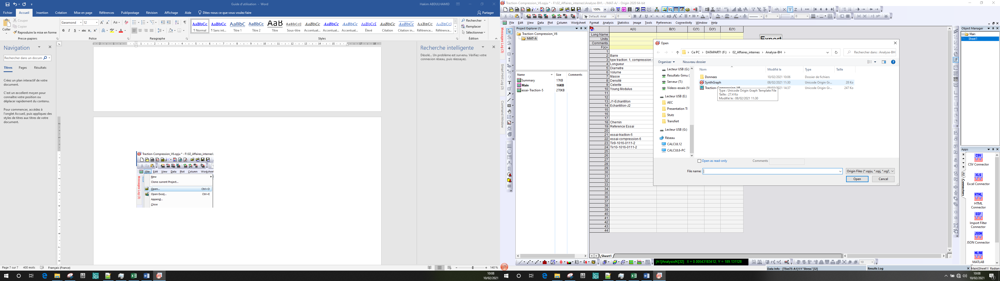 Guide d'utilisation - Word
Hakim ABDULHAMID
Fichier Accueil Insertion Création Mise en page Références Publipostage Révision Affichage Aide Dites-nous ce que vous voulez faire Partager
Coller
Couper
Copier
Reproduire la mise en forme
Presse-papiers
Garamond 12
Police
Paragraphe
¶ Normal ¶ Sans int... Titre 1 Titre 2 Titre Sous-titre Accentuat... Accentuat... Accentuat... Élevé Citation Citation in... Référence... Référence...
Styles
Rechercher
Remplacer
Sélectionner
Édition
Navigation
Rechercher dans un docum
Titres Pages Résultats
Créez un plan interactif de votre
document.
C'est un excellent moyen pour
connaître votre position ou
déplacer rapidement du contenu.
Pour commencer, accédez à
l'onglet Accueil, puis appliquez des
styles de titres aux titres de votre
document.
Traction-Compression_V6.opju * - F:\02_Affaires_internes\
File Edit View Data Plot Column Workshee
Messages Log (3)
New
Clone current Project...
Open... Ctrl+O
Open Excel... Ctrl+E
Append...
Close
Recherche intelligente
Désolé... Un problème est survenu. Vérifiez votre
connexion réseau, puis réessayez.
Page 7 sur 7 400 mots Français (France) 140 %
10:08
10/02/2021
Traction-Compression_V6.opju * - F:\02_Affaires_internes\Analyse-BH\ - /MAT-A/ - Origin 2020 64-bit
100%
Default: Arial 0
File Edit View Data Plot Column Worksheet Format Analysis Statistics Image Tools Preferences Connectivity Window Help
Messages Log (3)
Smart Hint Log (3)
Command Window
Project Explorer (1)
Traction-Compression_V6
MAT-A
Name Size Comments
Summary 17KB
Main 16KB
essai-Traction-5 270KB
A(X) B(Y) C(Y) D(Y) E(Y)
Long Name
Units
Comments
F(x)=
1
2 Barre
3 type traction: 1, compression:-
4 Longueur
5 Diametre
6 Volume
7 Masse
8 Densité
9 Celerite
10 Young Modulus
11
12
13 J1-Echantillon
14 Echantillon-J2
15
16
17
18 Chemin
19 Reference Essai
20
21 essai-traction-5
22 essai-compression-6
23 Tir9-1016-0111-2
24 Tir10-1016-0111-2
25
26
27
28
29
30
31
32
33
34
35
36
37
38
39
40
41
42
43
44
Sheet1
Export
Open
Ce PC DATAPART1 (F:) 02_Affaires_internes Analyse-BH
Rechercher dans : Analyse-BH
Organiser Nouveau dossier
Lecteur USB (G:)
Resultats-Simu (
Serveur (T:)
Videos-essais (V:
Lecteur USB (E:)
AEC
Presentation TI
Stutz
Transfert
Lecteur USB (G:)
Réseau
CALCUL12
CALCUL6-PC
Nom Modifié le Type Taille
Donnees 10/02/2021 10:06 Dossier de fichiers
SynthGraph 08/02/2021 11:30 Unicode Origin Gr... 28 Ko
Traction-Compression_V6 14:37 Unicode Origin Gr... 247 Ko
Type : Unicode Origin Graph Template File
Taille : 27.4 Ko
Modifié le : 08/02/2021 11:30
Open as read-only Comments
File name: Origin Files (*.opju, *.opj, *.og?,
Open Cancel
Object Manager
Main
Sheet1
Apps
All
Connectors
CSV Connector
Excel Connector
HTML
Connector
Import Filter
Connector
JSON Connector
MATLAB
[A1]Analysis!K[32]: X = 0.00543183412; Y = 189.131128
10
Data Info - [TSvsTS-A1]1!1"Stress"[32]
Results Log
Main]Sheet1! Radian
10:08
10/02/2021